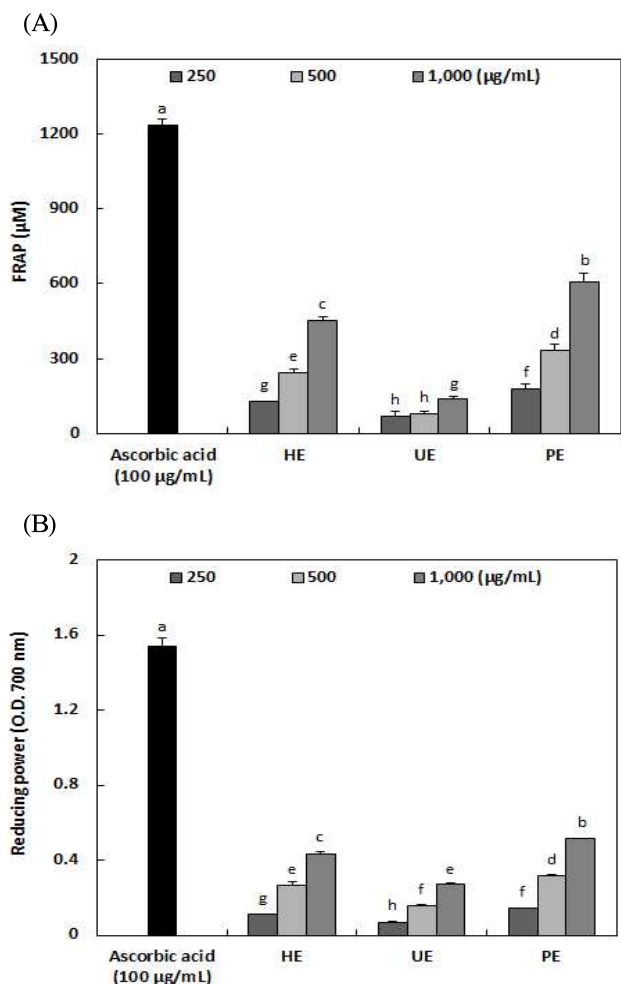 (A)
1500
1200
900
600
300
0
FRAP (µM)
250 500 1,000 (µg/mL)
a
g e c
h h g
f d b
Ascorbic acid
(100 µg/mL)
HE UE PE
(B)
2
1.6
1.2
0.8
0.4
0
Reducing power (O.D. 700 nm)
250 500 1,000 (µg/mL)
a
g e c
h f e
f d b
Ascorbic acid
(100 µg/mL)
HE UE PE